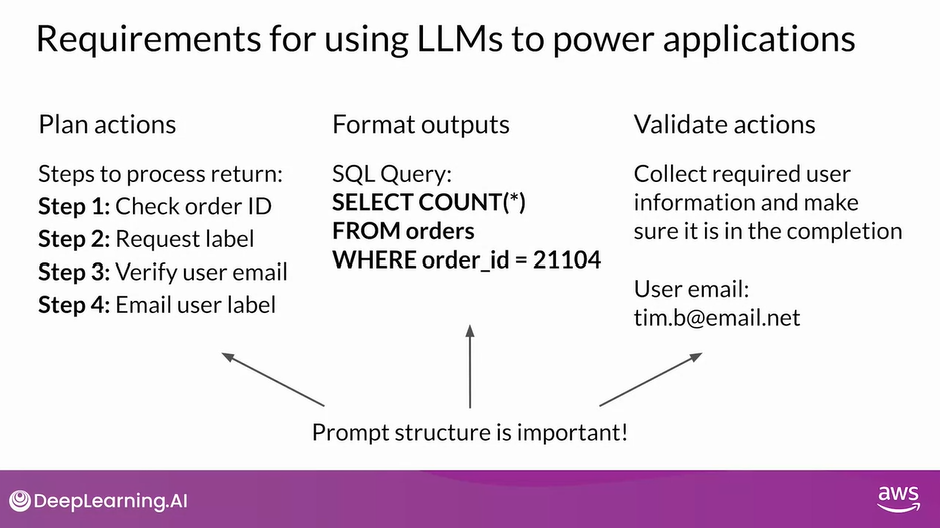 Requirements for using LLMs to power applications
Plan actions
Steps to process return:
Step 1: Check order ID
Step 2: Request label
Step 3: Verify user email
Step 4: Email user label
Format outputs
SQL Query:
SELECT COUNT(*)
FROM orders
WHERE order_id = 21104
Validate actions
Collect required user
information and make
sure it is in the completion
User email:
tim.b@email.net
Prompt structure is important!
DeepLearning.AI
aws